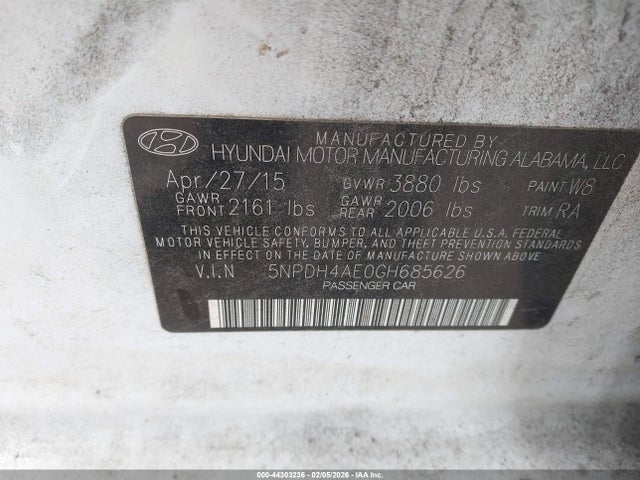 MANUFACTURED BY
HYUNDAI MOTOR MANUFACTURING ALABAMA, LLC
Apr/27/15 GVWR 3880 lbs PAINT W8
GAWR FRONT 2161 lbs GAWR REAR 2006 lbs TRIM RA
THIS VEHICLE CONFORMS TO ALL APPLICABLE U.S.A. FEDERAL
MOTOR VEHICLE SAFETY, BUMPER, AND THEFT PREVENTION
STANDARDS IN EFFECT ON THE DATE OF MANUFACTURE SHOWN ABOVE
V.I.N 5NPDH4AE0GH685626
PASSENGER CAR
000-44303236 - 02/05/2026 - IAA Inc.